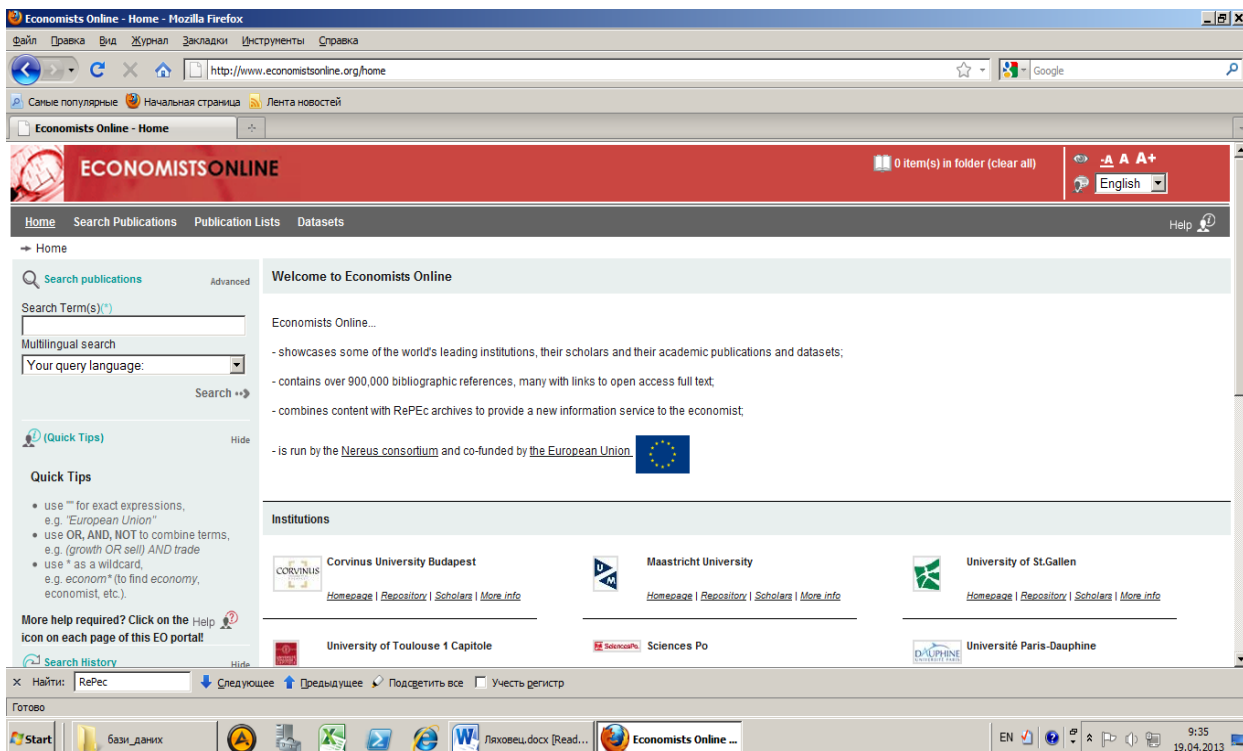 Economists Online - Home - Mozilla Firefox
Файл Правка Вид Журнал Закладки Инструменты Справка
http://www.economistsonline.org/home
Google
Самые популярные Начальная страница Лента новостей
Economists Online - Home
ECONOMISTSONLINE
0 item(s) in folder (clear all)
-A A A+
English
Home Search Publications Publication Lists Datasets
Help
Home
Search publications
Advanced
Search Term(s)(*)
Multilingual search
Your query language:
Search
(Quick Tips)
Hide
Quick Tips
• use "" for exact expressions,
e.g. "European Union"
• use OR, AND, NOT to combine terms,
e.g. (growth OR sell) AND trade
• use * as a wildcard,
e.g. econom* (to find economy,
economist, etc.).
More help required? Click on the Help
icon on each page of this EO portal!
Search History
Hide
Welcome to Economists Online
Economists Online...
- showcases some of the world's leading institutions, their scholars and their academic publications and datasets;
- contains over 900,000 bibliographic references, many with links to open access full text;
- combines content with RePEc archives to provide a new information service to the economist;
- is run by the Nereus consortium and co-funded by the European Union
Institutions
CORVINUS
Corvinus University Budapest
Homepage | Repository | Scholars | More info
U M
Maastricht University
Homepage | Repository | Scholars | More info
University of St.Gallen
Homepage | Repository | Scholars | More info
University of Toulouse 1 Capitole
SciencesPo.
Sciences Po
DAUPHINE
Université Paris-Dauphine
Найти: RePec Следующее Предыдущее Подсветить все Учесть регистр
Готово
Start
бази_даних
Ляховец.docx [Read...
Economists Online ...
EN
9:35
19.04.2013